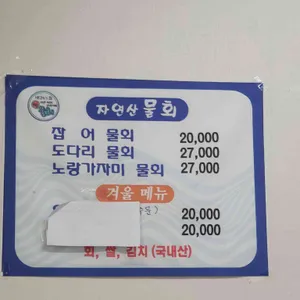 자연산 물회
잡 어 물회 20,000
도다리 물회 27,000
노랑가자미 물회 27,000
겨울 메뉴
20,000
20,000
회, 쌀, 김치 (국내산)